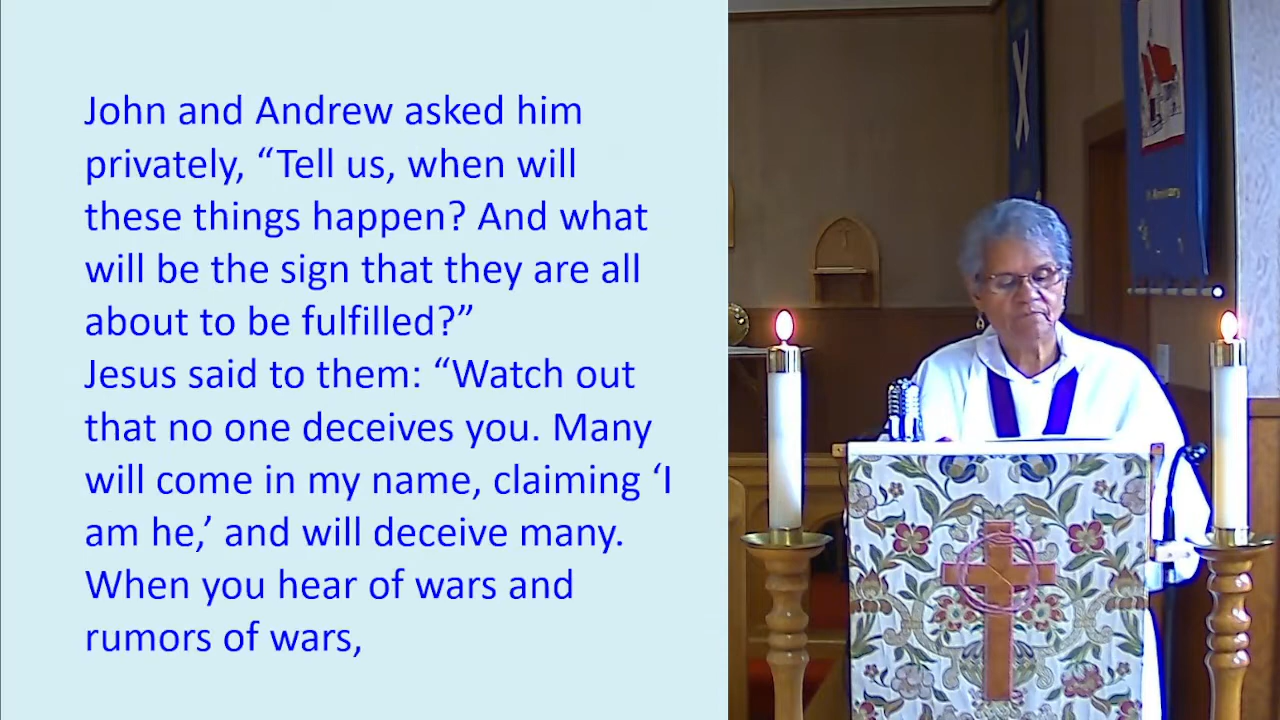 John and Andrew asked him
privately, “Tell us, when will
these things happen? And what
will be the sign that they are all
about to be fulfilled?”
Jesus said to them: “Watch out
that no one deceives you. Many
will come in my name, claiming ‘I
am he,’ and will deceive many.
When you hear of wars and
rumors of wars,